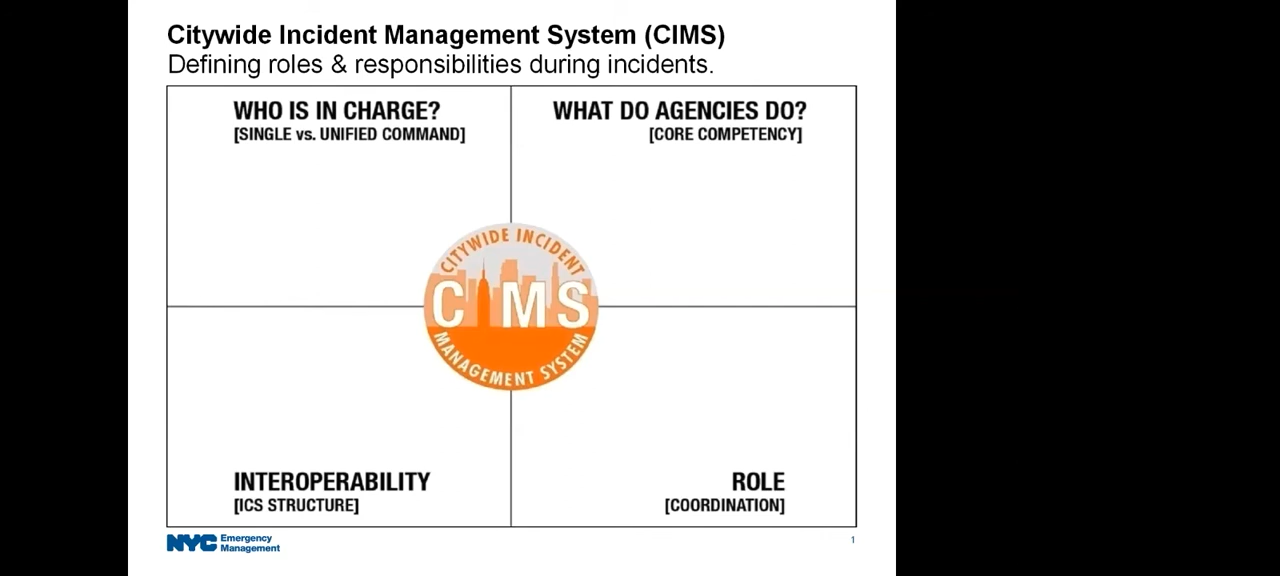 Citywide Incident Management System (CIMS)
Defining roles & responsibilities during incidents.
WHO IS IN CHARGE?
[SINGLE vs. UNIFIED COMMAND]
WHAT DO AGENCIES DO?
[CORE COMPETENCY]
CITYWIDE INCIDENT
CIMS
MANAGEMENT SYSTEM
INTEROPERABILITY
[ICS STRUCTURE]
ROLE
[COORDINATION]
NYC Emergency
Management
1